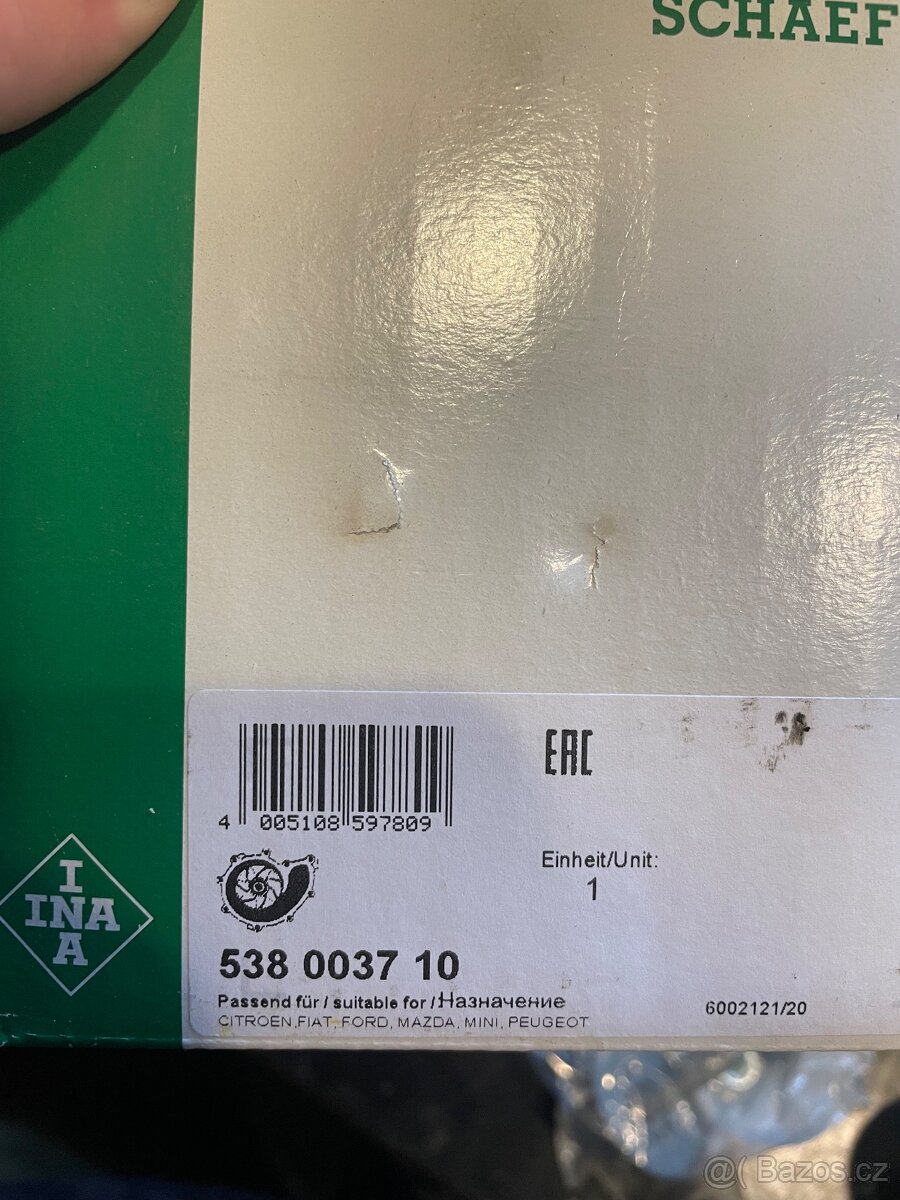 SCHAEF
EAC
4 005108 597809
Einheit/Unit:
1
I
INA
A
538 0037 10
Passend für / suitable for / Назначение
CITROEN,FIAT, FORD, MAZDA, MINI, PEUGEOT
6002121/20
@( Bazos.cz